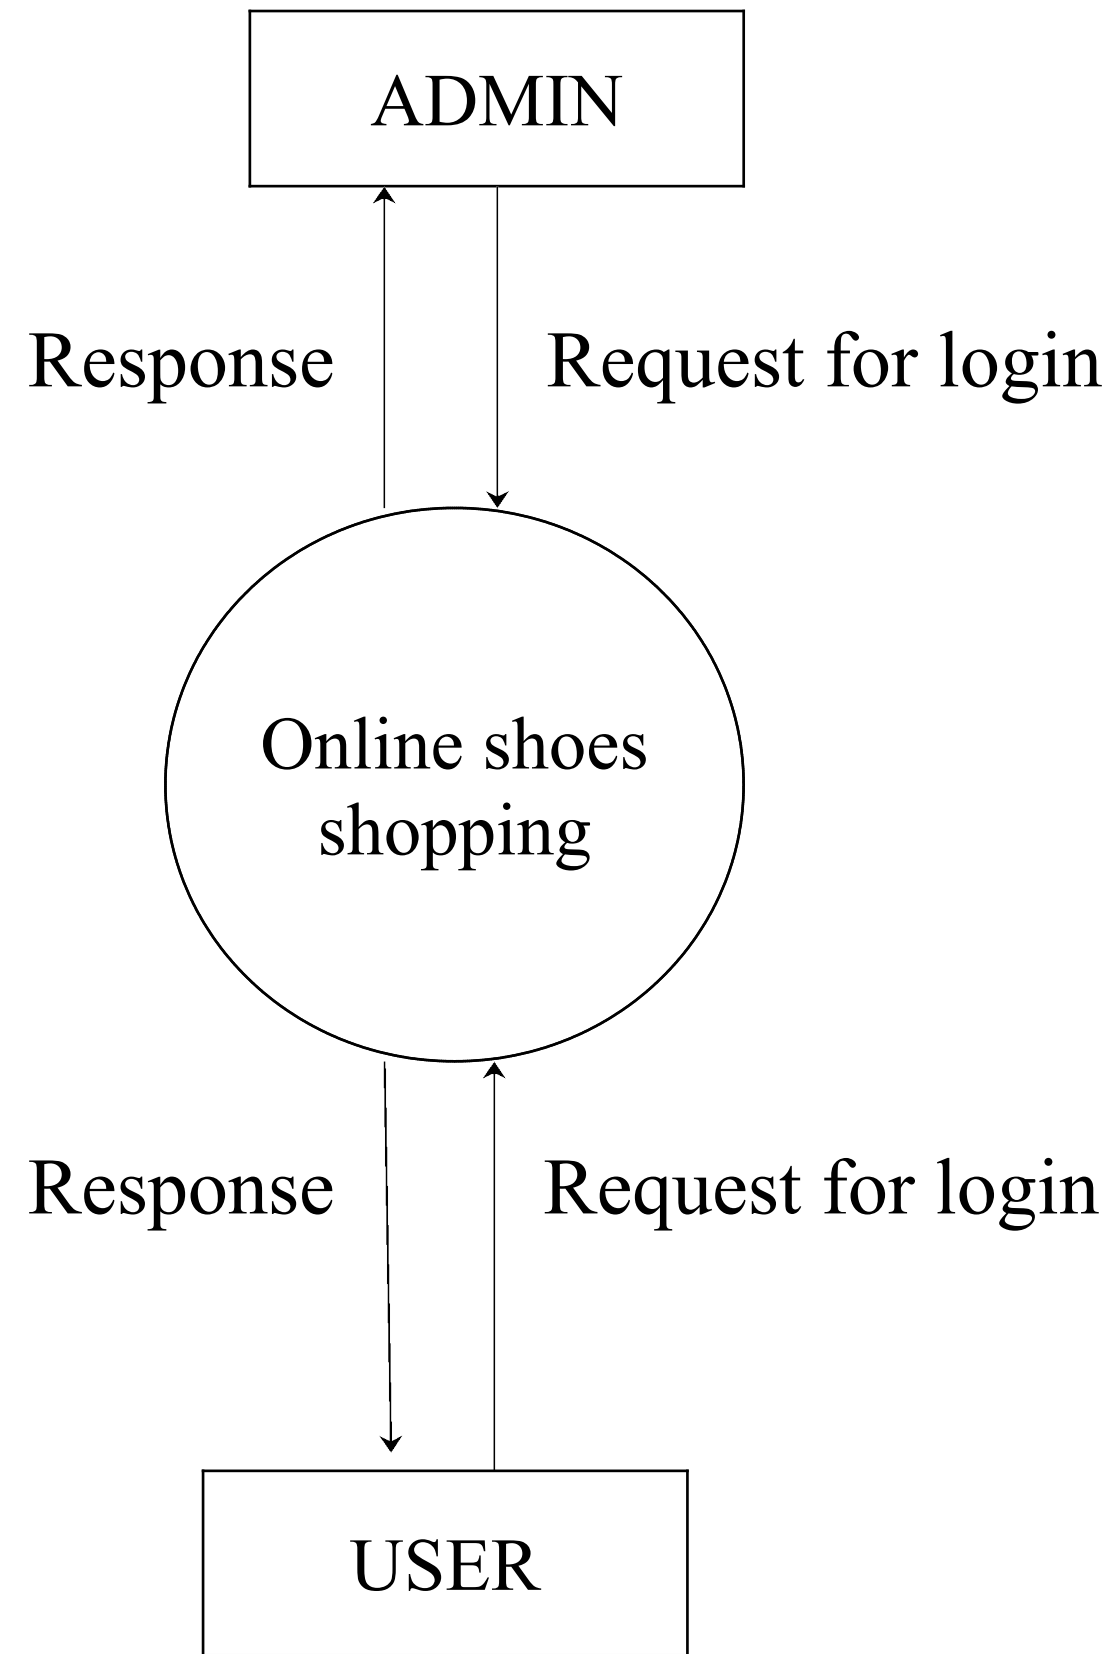 ADMIN
Response
Request for login
Online shoes
shopping
Response
Request for login
USER